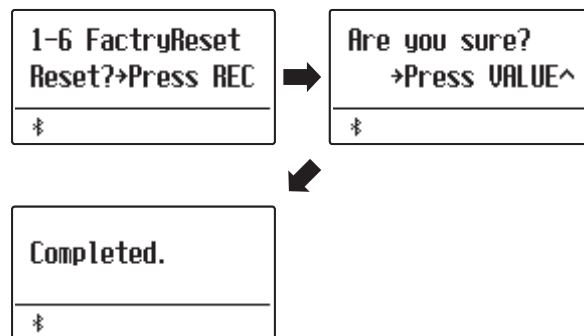 1-6 FactryReset
Reset?→Press REC
Are you sure?
→Press VALUE^
Completed.